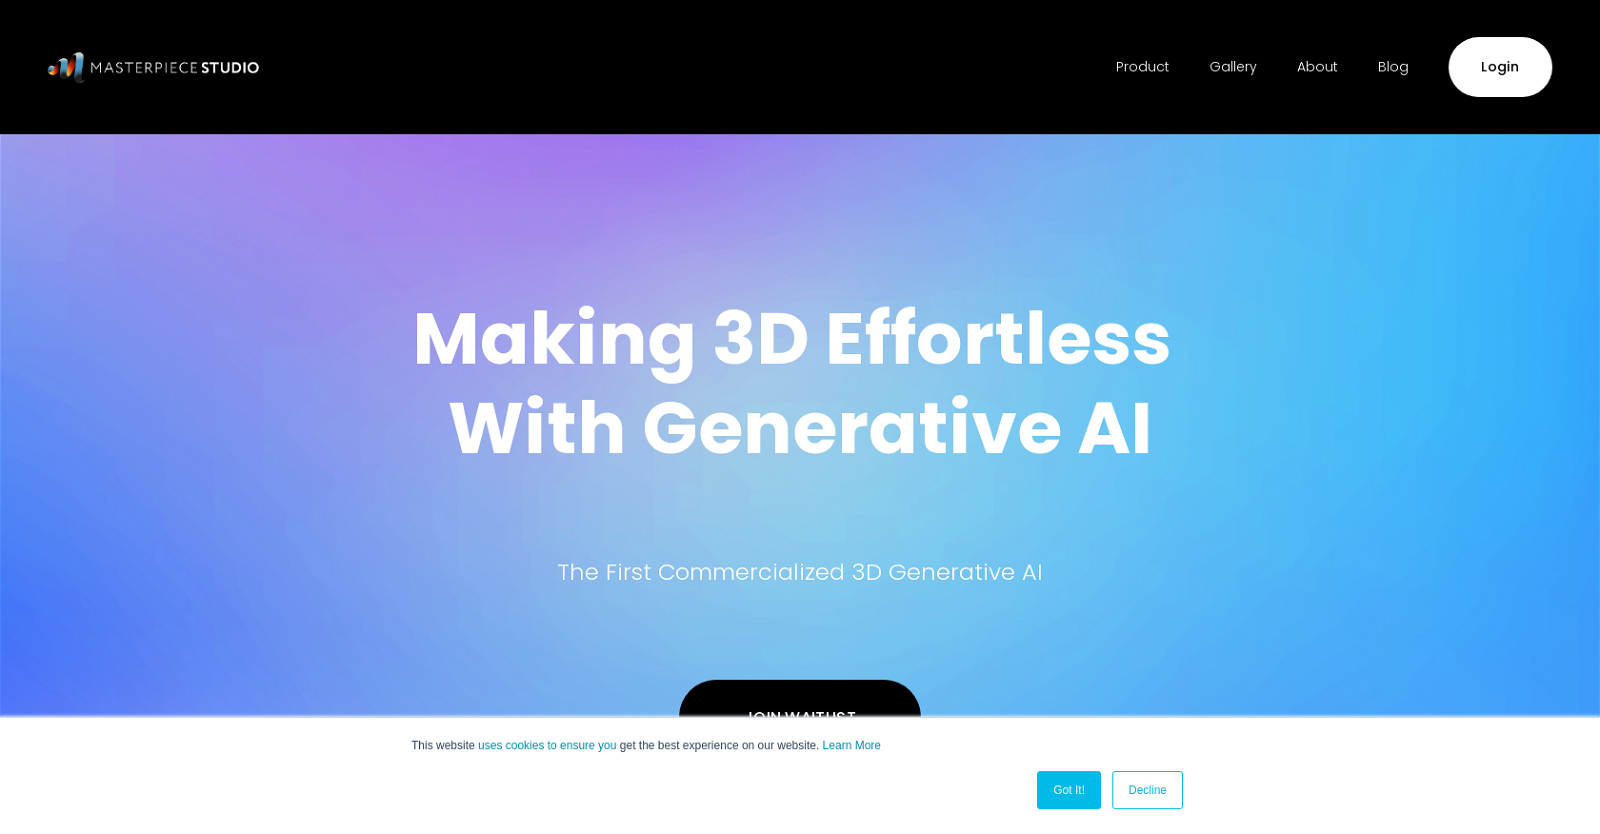 MASTERPIECE STUDIO
Product
Gallery
About
Blog
Login
Making 3D Effortless
With Generative AI
The First Commercialized 3D Generative AI
JOIN WAITLIST
This website uses cookies to ensure you get the best experience on our website. Learn More
Got It!
Decline